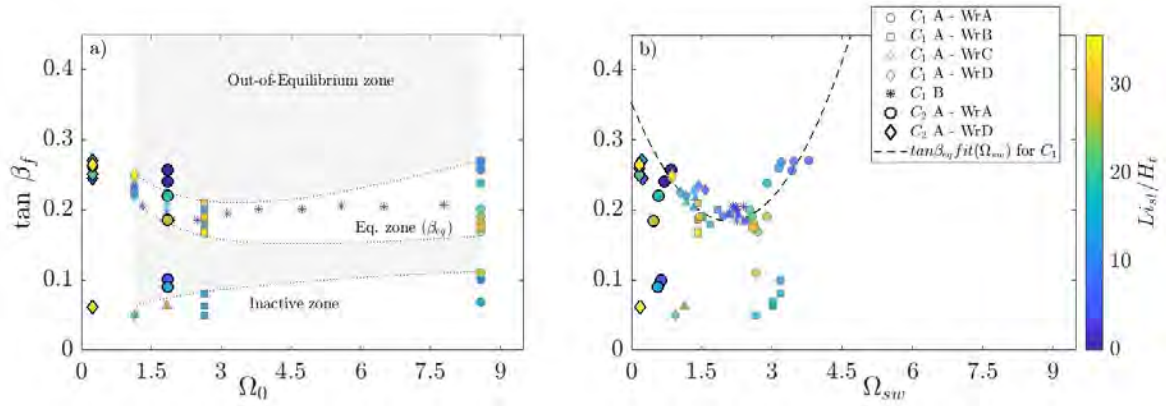 a)
Out-of-Equilibrium zone
Eq. zone (β_eq)
Inactive zone
tan β_f
0.4
0.3
0.2
0.1
0
0
1.5
3
4.5
6
7.5
9
Ω_0
b)
C_1 A - WrA
C_1 A - WrB
C_1 A - WrC
C_1 A - WrD
C_1 B
C_2 A - WrA
C_2 A - WrD
tanβ_eq fit(Ω_sw) for C_1
0.4
0.3
0.2
0.1
0
0
1.5
3
4.5
6
7.5
9
Ω_sw
30
20
10
0